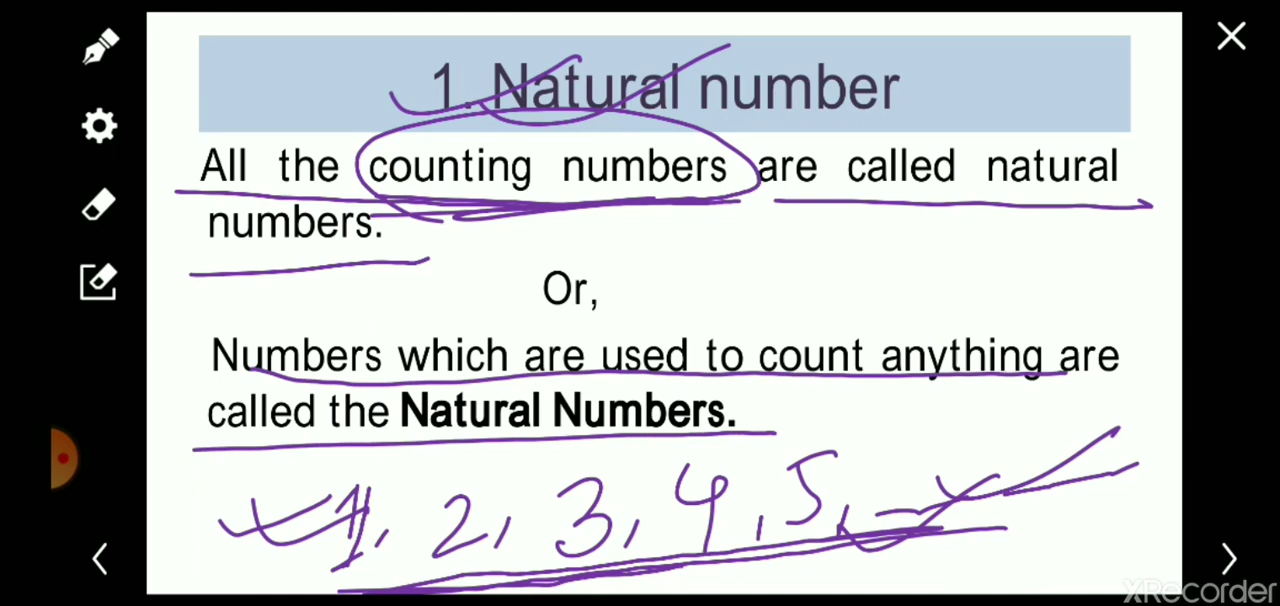 1. Natural number
All the counting numbers are called natural
numbers.
Or,
Numbers which are used to count anything are
called the Natural Numbers.
1, 2, 3, 4, 5,
XRecorder